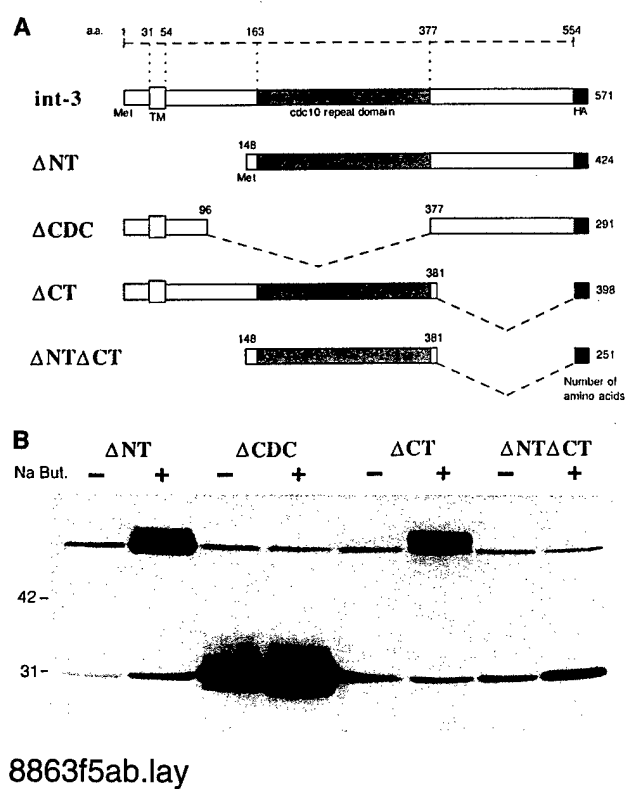 A
a.a. 1 31 54 163 377 554
int-3 571
Met TM cdc10 repeat domain HA
148
ΔNT 424
Met
96 377
ΔCDC 291
381
ΔCT 398
148 381
ΔNTΔCT 251
Number of
amino acids
B
ΔNT ΔCDC ΔCT ΔNTΔCT
Na But. − + − + − + − +
42 –
31 –
8863f5ab.lay